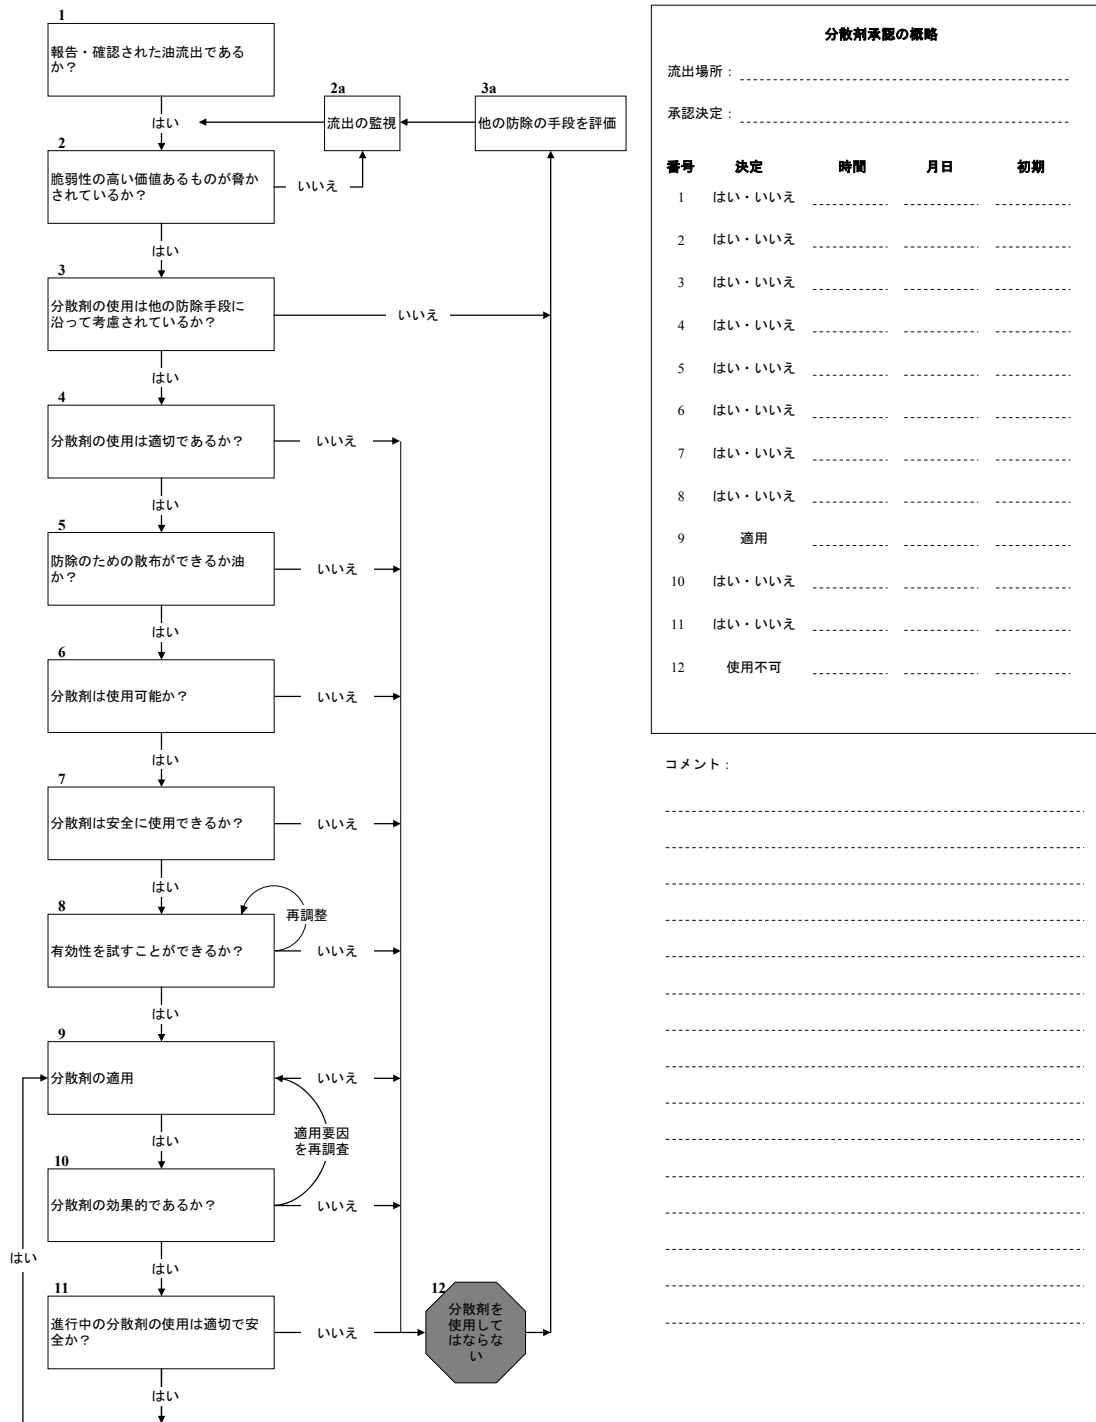 1
報告・確認された油流出である
か？
はい
2a
流出の監視
3a
他の防除の手段を評価
2
脆弱性の高い価値あるものが脅か
されているか？
いいえ
はい
3
分散剤の使用は他の防除手段に
沿って考慮されているか？
いいえ
はい
4
分散剤の使用は適切であるか？
いいえ
はい
5
防除のための散布ができるか油
か？
いいえ
はい
6
分散剤は使用可能か？
いいえ
はい
7
分散剤は安全に使用できるか？
いいえ
はい
8
再調整
有効性を試すことができるか？
いいえ
はい
9
分散剤の適用
いいえ
はい
適用要因
を再調査
10
分散剤の効果的であるか？
いいえ
はい
はい
11
進行中の分散剤の使用は適切で安
全か？
いいえ
はい
12
分散剤を
使用して
はならな
い
分散剤承認の概略
流出場所：
承認決定：
番号 決定 時間 月日 初期
1 はい・いいえ
2 はい・いいえ
3 はい・いいえ
4 はい・いいえ
5 はい・いいえ
6 はい・いいえ
7 はい・いいえ
8 はい・いいえ
9 適用
10 はい・いいえ
11 はい・いいえ
12 使用不可
コメント：